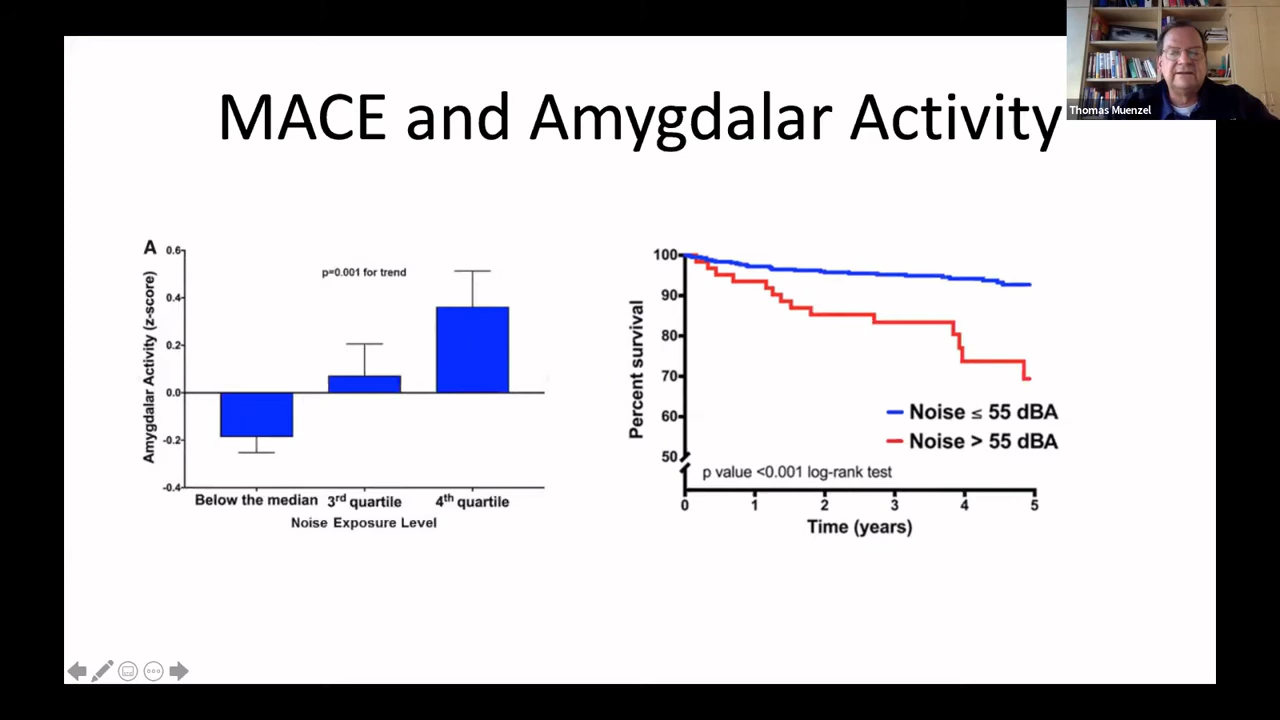 MACE and Amygdalar Activity
Thomas Muenzel
A
0.6
0.4
0.2
0.0
-0.2
-0.4
Amygdalar Activity (z-score)
p=0.001 for trend
Below the median 3rd quartile 4th quartile
Noise Exposure Level
100
90
80
70
60
50
Percent survival
Noise ≤ 55 dBA
Noise > 55 dBA
p value <0.001 log-rank test
0 1 2 3 4 5
Time (years)